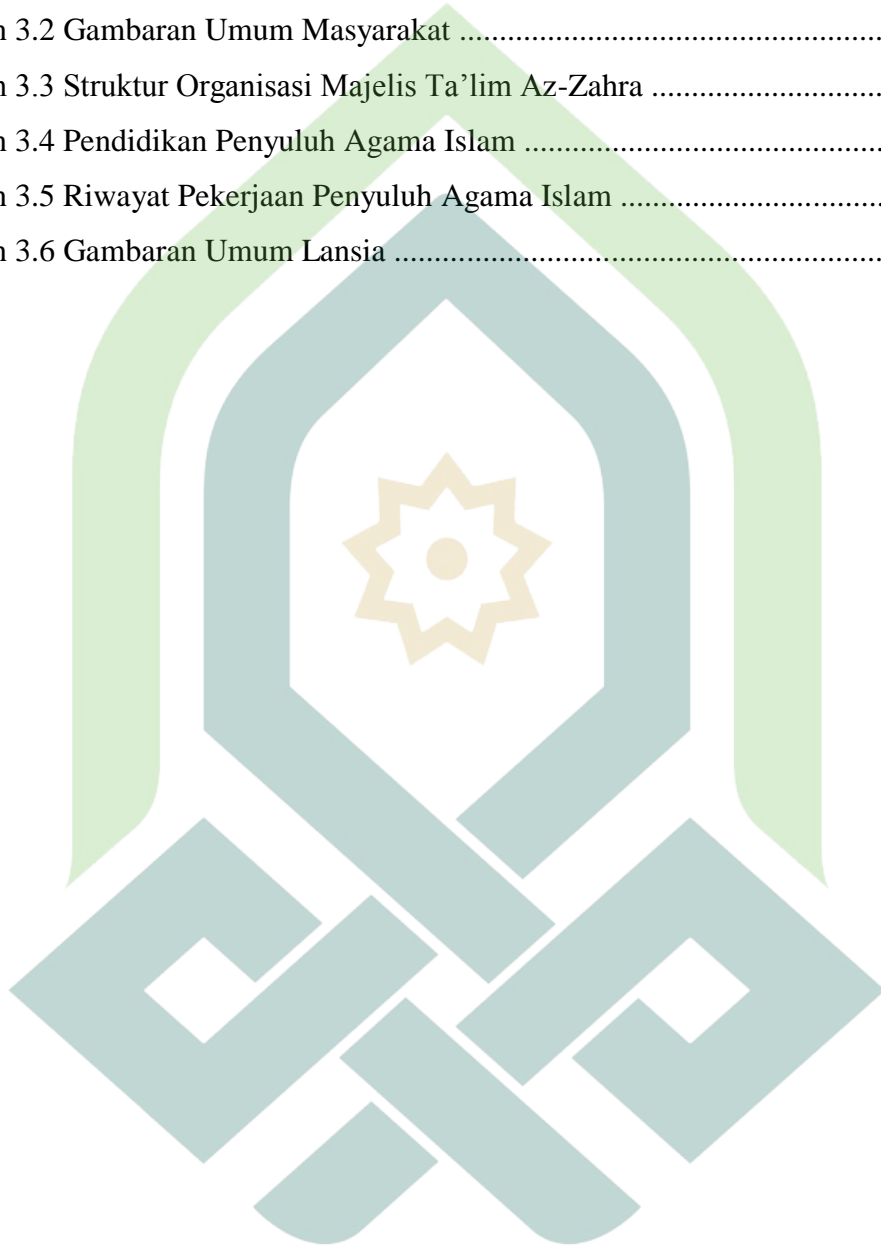 n 3.2 Gambaran Umum Masyarakat ....................................................
n 3.3 Struktur Organisasi Majelis Ta’lim Az-Zahra .............................
n 3.4 Pendidikan Penyuluh Agama Islam ............................................
n 3.5 Riwayat Pekerjaan Penyuluh Agama Islam ................................
n 3.6 Gambaran Umum Lansia ............................................................